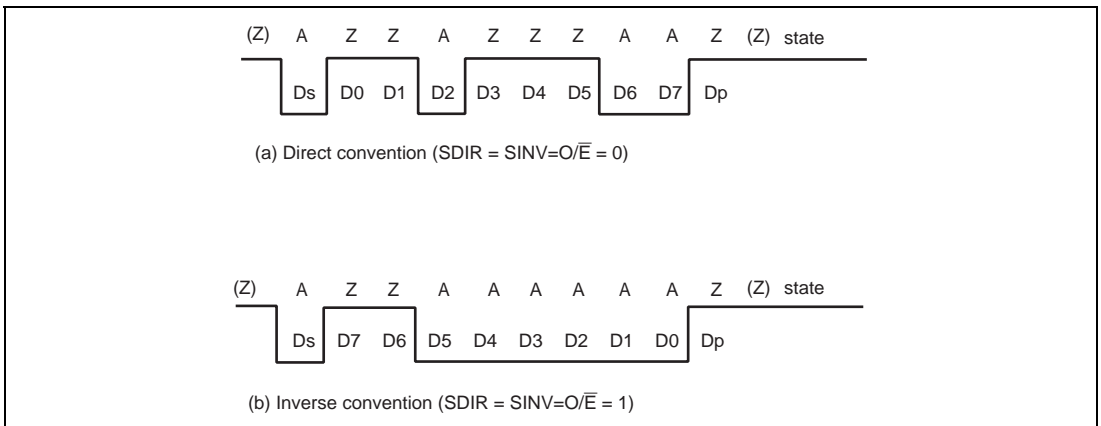 (Z) A Z Z A Z Z Z A A Z (Z) state
Ds D0 D1 D2 D3 D4 D5 D6 D7 Dp
(a) Direct convention (SDIR = SINV=O/E̅ = 0)
(Z) A Z Z A A A A A A Z (Z) state
Ds D7 D6 D5 D4 D3 D2 D1 D0 Dp
(b) Inverse convention (SDIR = SINV=O/E̅ = 1)